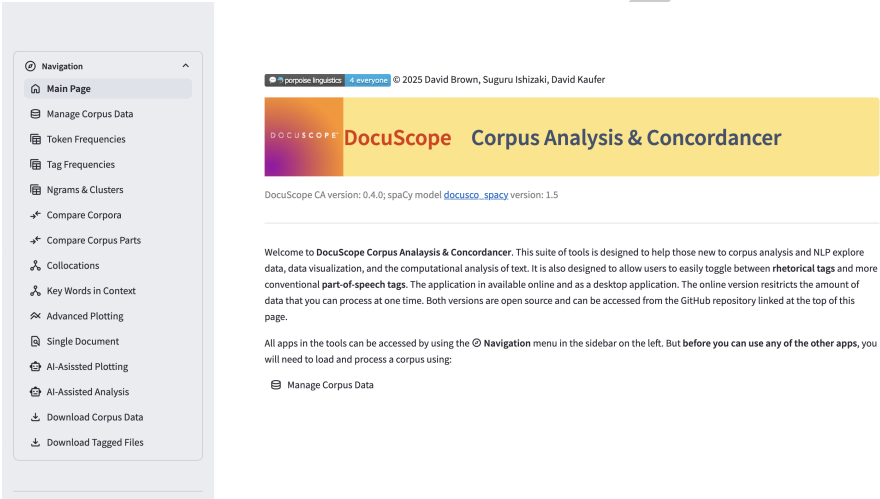 Navigation
Main Page
Manage Corpus Data
Token Frequencies
Tag Frequencies
Ngrams & Clusters
Compare Corpora
Compare Corpus Parts
Collocations
Key Words in Context
Advanced Plotting
Single Document
AI-Asissted Plotting
AI-Assisted Analysis
Download Corpus Data
Download Tagged Files
porpoise linguistics 4 everyone © 2025 David Brown, Suguru Ishizaki, David Kaufer
DOCUSCOPE DocuScope Corpus Analysis & Concordancer
DocuScope CA version: 0.4.0; spaCy model docusco_spacy version: 1.5
Welcome to DocuScope Corpus Analaysis & Concordancer. This suite of tools is designed to help those new to corpus analysis and NLP explore
data, data visualization, and the computational analysis of text. It is also designed to allow users to easily toggle between rhetorical tags and more
conventional part-of-speech tags. The application in available online and as a desktop application. The online version resitricts the amount of
data that you can process at one time. Both versions are open source and can be accessed from the GitHub repository linked at the top of this
page.
All apps in the tools can be accessed by using the Navigation menu in the sidebar on the left. But before you can use any of the other apps, you
will need to load and process a corpus using:
Manage Corpus Data